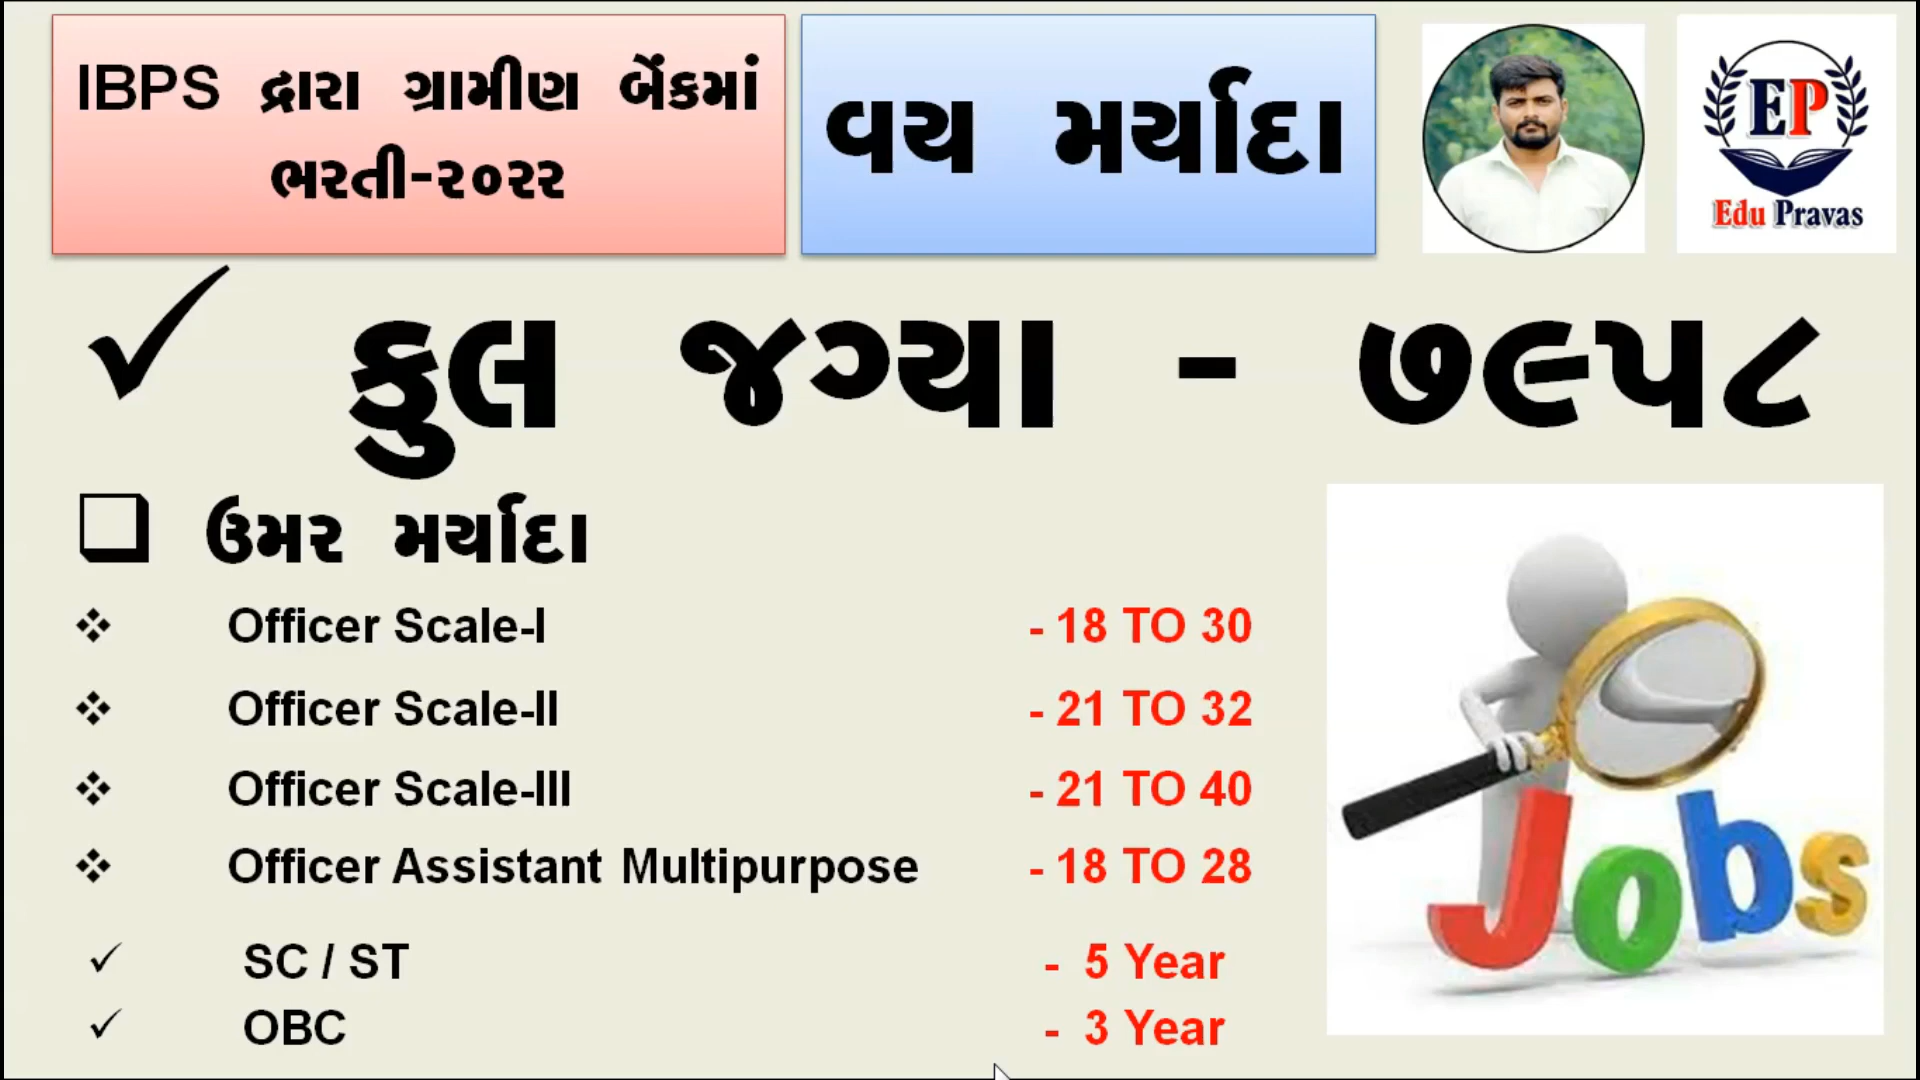 IBPS દ્વારા ગ્રામીણ બેંકમાં
ભરતી-૨૦૨૨
વય મર્યાદા
EP
Edu Pravas
કુલ જગ્યા - ૭૯૫૮
ઉમર મર્યાદા
Officer Scale-I - 18 TO 30
Officer Scale-II - 21 TO 32
Officer Scale-III - 21 TO 40
Officer Assistant Multipurpose - 18 TO 28
SC / ST - 5 Year
OBC - 3 Year
Jobs